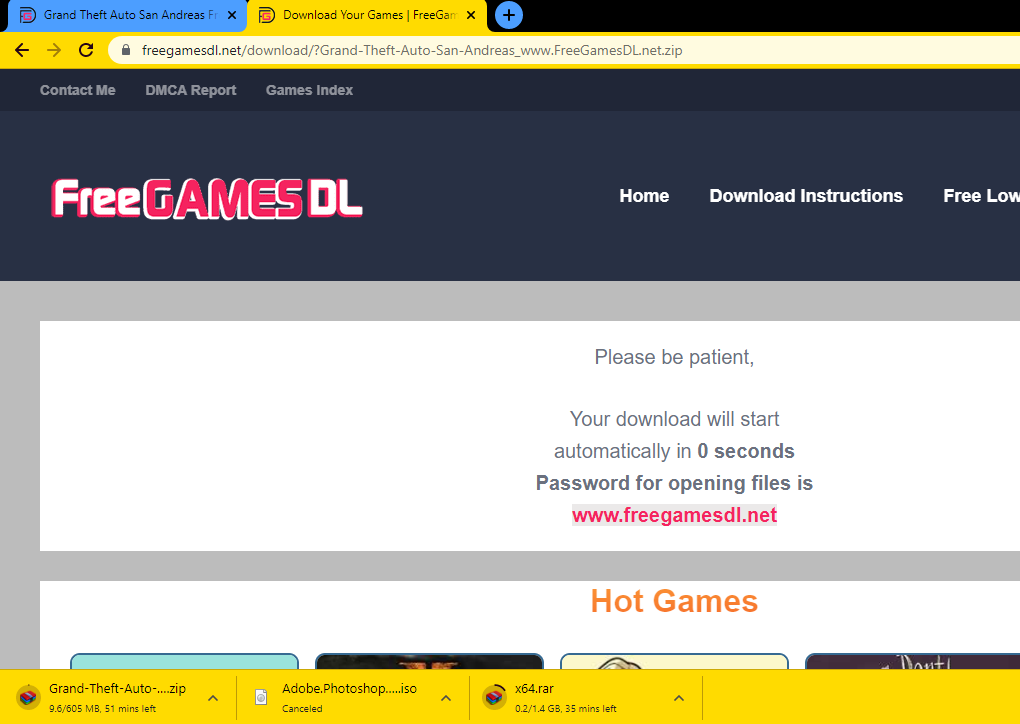 Grand Theft Auto San Andreas Fr
Download Your Games | FreeGam
freegamesdl.net/download/?Grand-Theft-Auto-San-Andreas_www.FreeGamesDL.net.zip
Contact Me DMCA Report Games Index
FreeGAMES DL
Home Download Instructions Free Low
Please be patient,
Your download will start
automatically in 0 seconds
Password for opening files is
www.freegamesdl.net
Hot Games
Don't
Grand-Theft-Auto-....zip
9.6/605 MB, 51 mins left
Adobe.Photoshop.....iso
Canceled
x64.rar
0.2/1.4 GB, 35 mins left